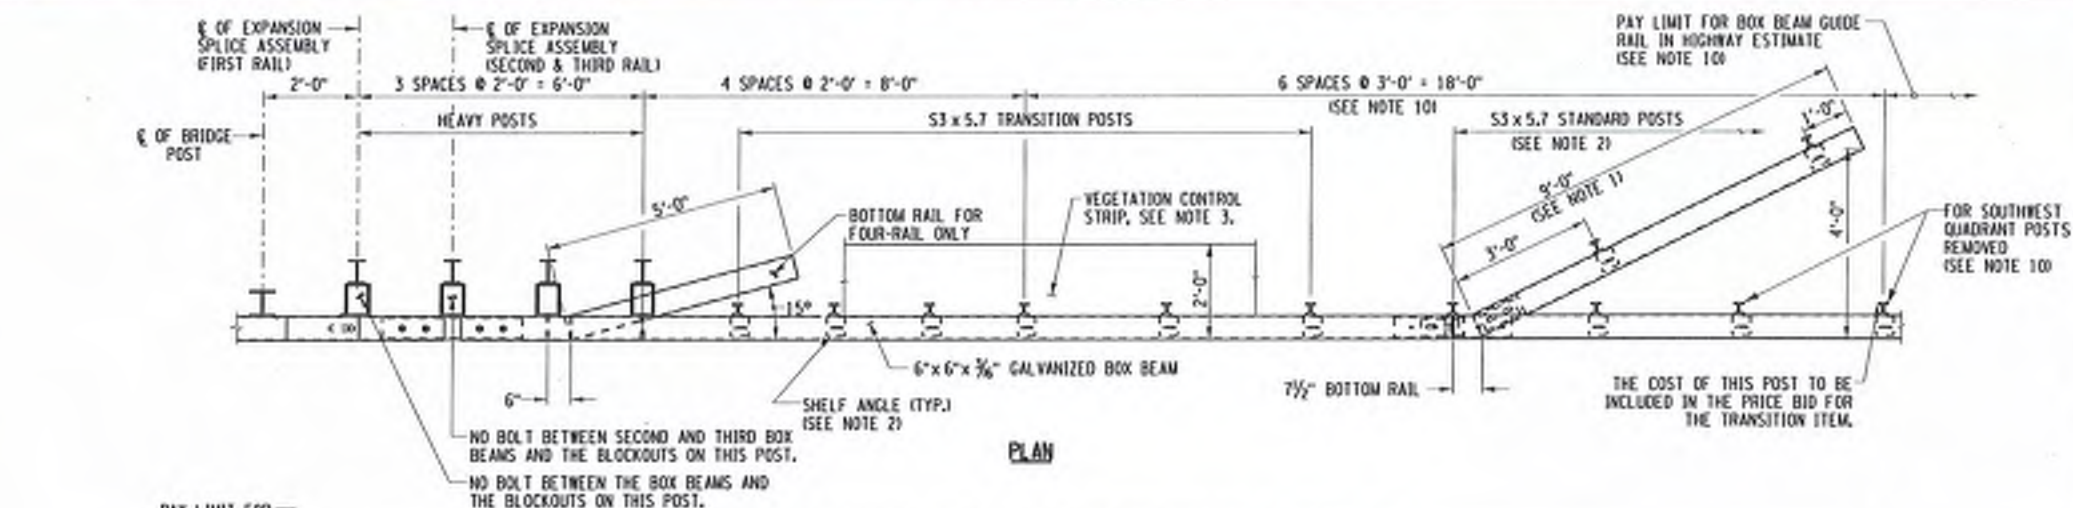 ℄ OF EXPANSION
SPLICE ASSEMBLY
(FIRST RAIL)
℄ OF EXPANSION
SPLICE ASSEMBLY
(SECOND & THIRD RAIL)
PAY LIMIT FOR BOX BEAM GUIDE
RAIL IN HIGHWAY ESTIMATE
(SEE NOTE 10)
2'-0"
3 SPACES @ 2'-0" = 6'-0"
4 SPACES @ 2'-0" = 8'-0"
6 SPACES @ 3'-0" = 18'-0"
(SEE NOTE 10)
℄ OF BRIDGE
POST
HEAVY POSTS
S3 x 5.7 TRANSITION POSTS
S3 x 5.7 STANDARD POSTS
(SEE NOTE 2)
1'-0"
9'-0"
(SEE NOTE 1)
3'-0"
4'-0"
5'-0"
BOTTOM RAIL FOR
FOUR-RAIL ONLY
VEGETATION CONTROL
STRIP, SEE NOTE 3.
2'-0"
15°
FOR SOUTHWEST
QUADRANT POSTS
REMOVED
(SEE NOTE 10)
6"x 6"x 3/16" GALVANIZED BOX BEAM
6"
SHELF ANGLE (TYP.)
(SEE NOTE 2)
7½" BOTTOM RAIL
THE COST OF THIS POST TO BE
INCLUDED IN THE PRICE BID FOR
THE TRANSITION ITEM.
NO BOLT BETWEEN SECOND AND THIRD BOX
BEAMS AND THE BLOCKOUTS ON THIS POST.
NO BOLT BETWEEN THE BOX BEAMS AND
THE BLOCKOUTS ON THIS POST.
PLAN
PAY LIMIT FOR